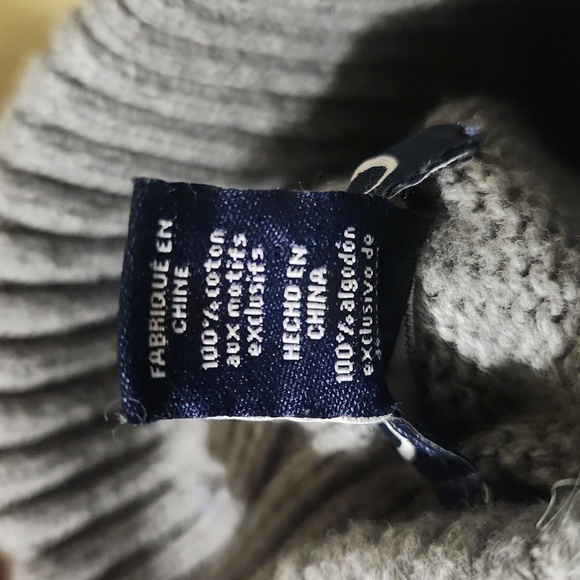 FABRIQUÉ EN
CHINE
100% coton
aux motifs
exclusifs
HECHO EN
CHINA
100% algodón
exclusivo de